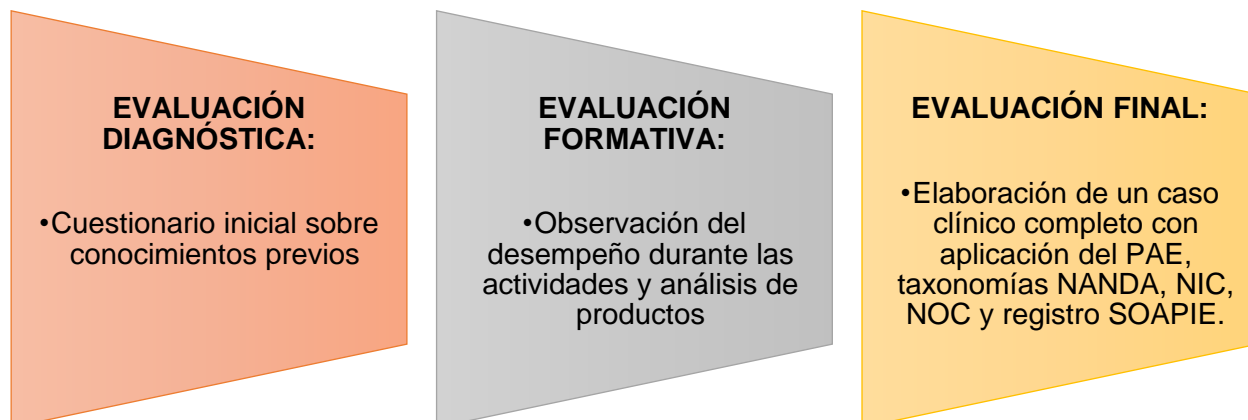 EVALUACIÓN
DIAGNÓSTICA:
•Cuestionario inicial sobre
conocimientos previos
EVALUACIÓN
FORMATIVA:
•Observación del
desempeño durante las
actividades y análisis de
productos
EVALUACIÓN FINAL:
•Elaboración de un caso
clínico completo con
aplicación del PAE,
taxonomías NANDA, NIC,
NOC y registro SOAPIE.